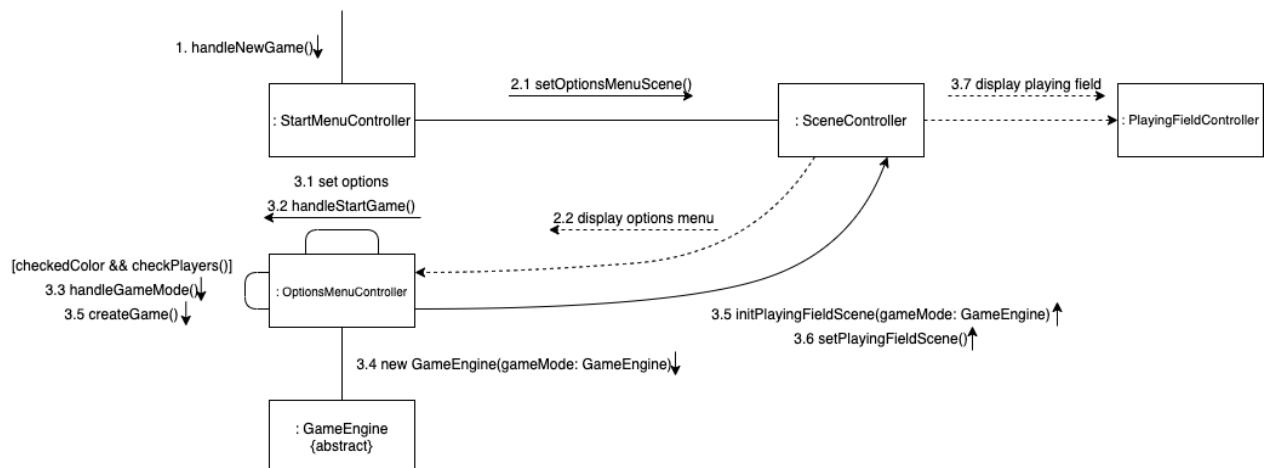 1. handleNewGame()
2.1 setOptionsMenuScene()
3.7 display playing field
: StartMenuController
: SceneController
: PlayingFieldController
3.1 set options
3.2 handleStartGame()
2.2 display options menu
[checkedColor && checkPlayers()]
3.3 handleGameMode()
3.5 createGame()
: OptionsMenuController
3.5 initPlayingFieldScene(gameMode: GameEngine)
3.6 setPlayingFieldScene()
3.4 new GameEngine(gameMode: GameEngine)
: GameEngine
{abstract}